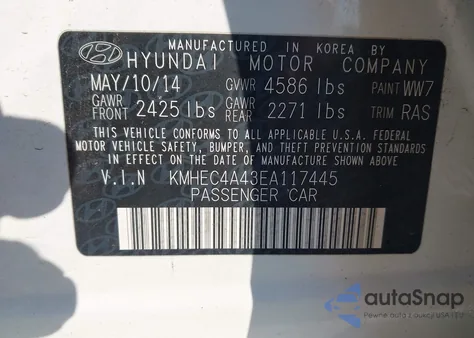 MANUFACTURED IN KOREA BY
HYUNDAI MOTOR COMPANY
MAY/10/14 GVWR 4586 lbs PAINT WW7
GAWR FRONT 2425 lbs GAWR REAR 2271 lbs TRIM RAS
THIS VEHICLE CONFORMS TO ALL APPLICABLE U.S.A. FEDERAL
MOTOR VEHICLE SAFETY, BUMPER, AND THEFT PREVENTION STANDARDS
IN EFFECT ON THE DATE OF MANUFACTURE SHOWN ABOVE.
V.I.N KMHEC4A43EA117445
PASSENGER CAR
autoSnap